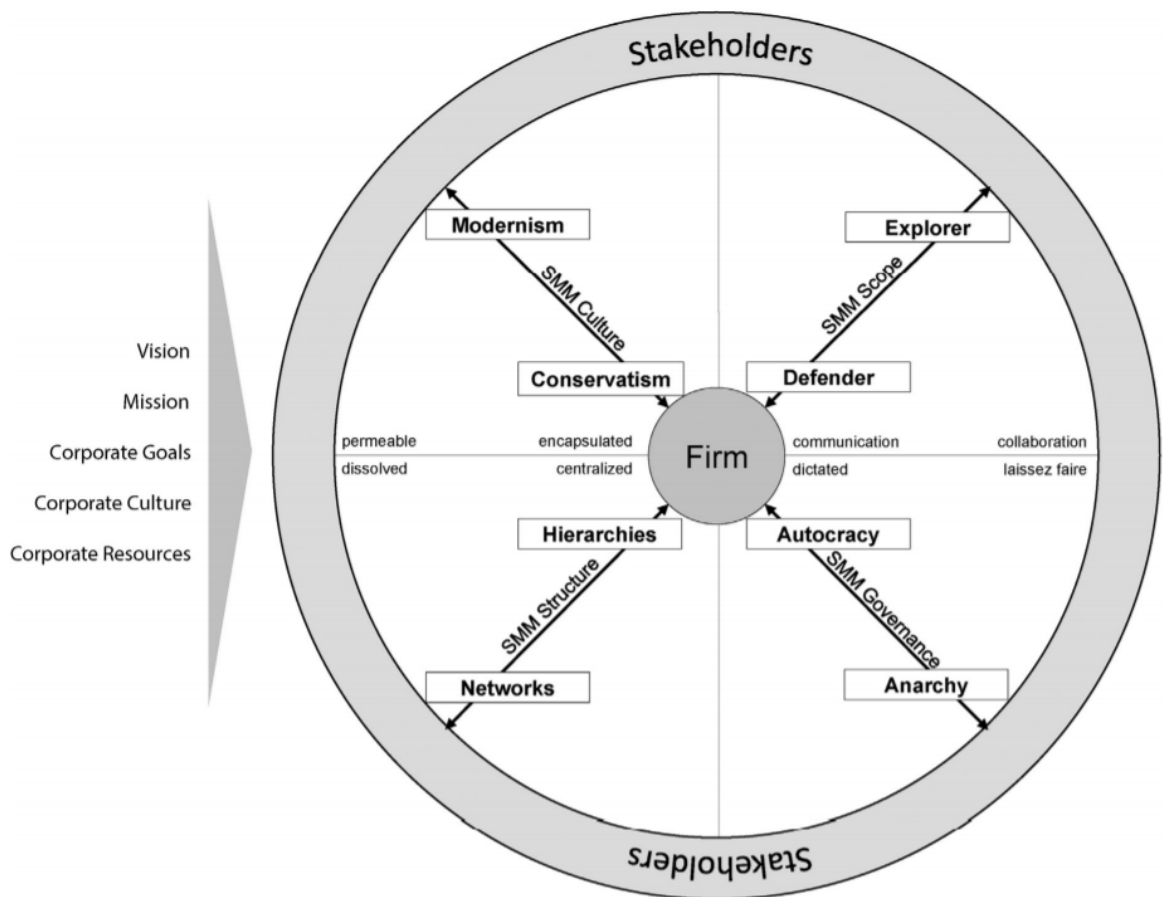 Stakeholders
Modernism
Explorer
SMM Culture
SMM Scope
Conservatism
Defender
Vision
Mission
Corporate Goals
Corporate Culture
Corporate Resources
permeable
encapsulated
communication
collaboration
Firm
dissolved
centralized
dictated
laissez faire
Hierarchies
Autocracy
SMM Structure
SMM Governance
Networks
Anarchy
Stakeholders